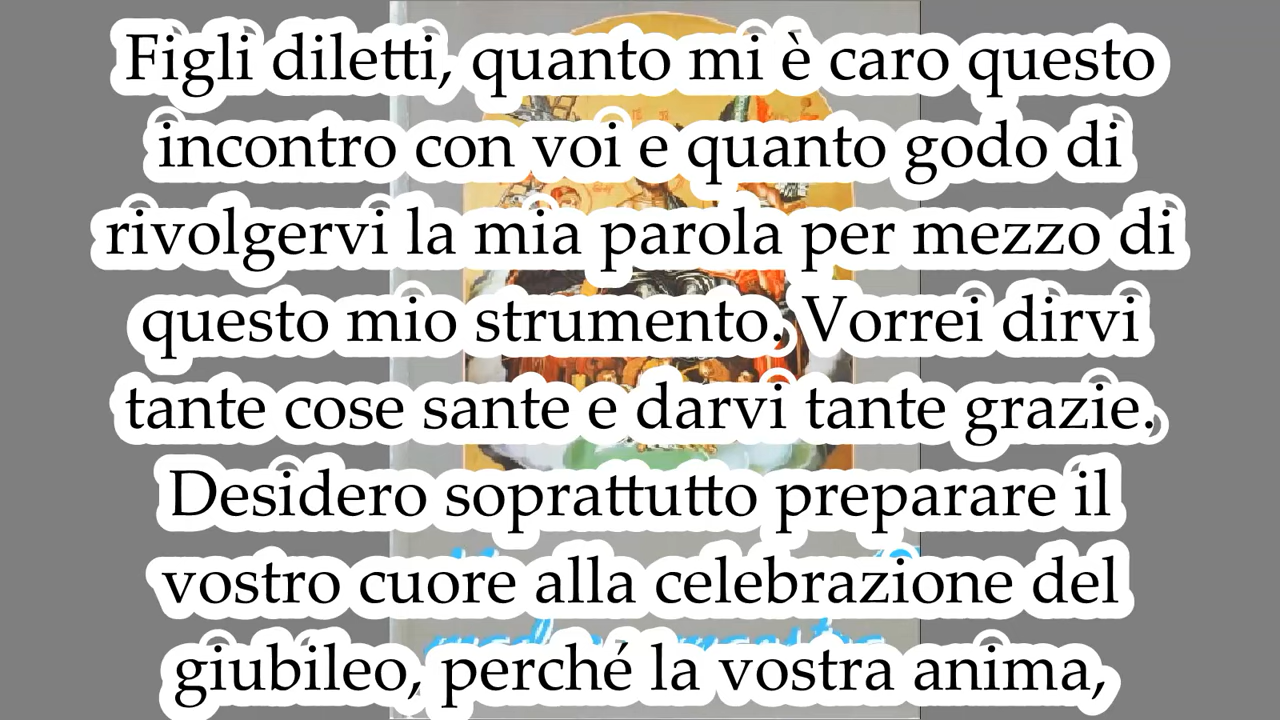 Figli diletti, quanto mi è caro questo
incontro con voi e quanto godo di
rivolgervi la mia parola per mezzo di
questo mio strumento. Vorrei dirvi
tante cose sante e darvi tante grazie.
Desidero soprattutto preparare il
vostro cuore alla celebrazione del
giubileo, perché la vostra anima,